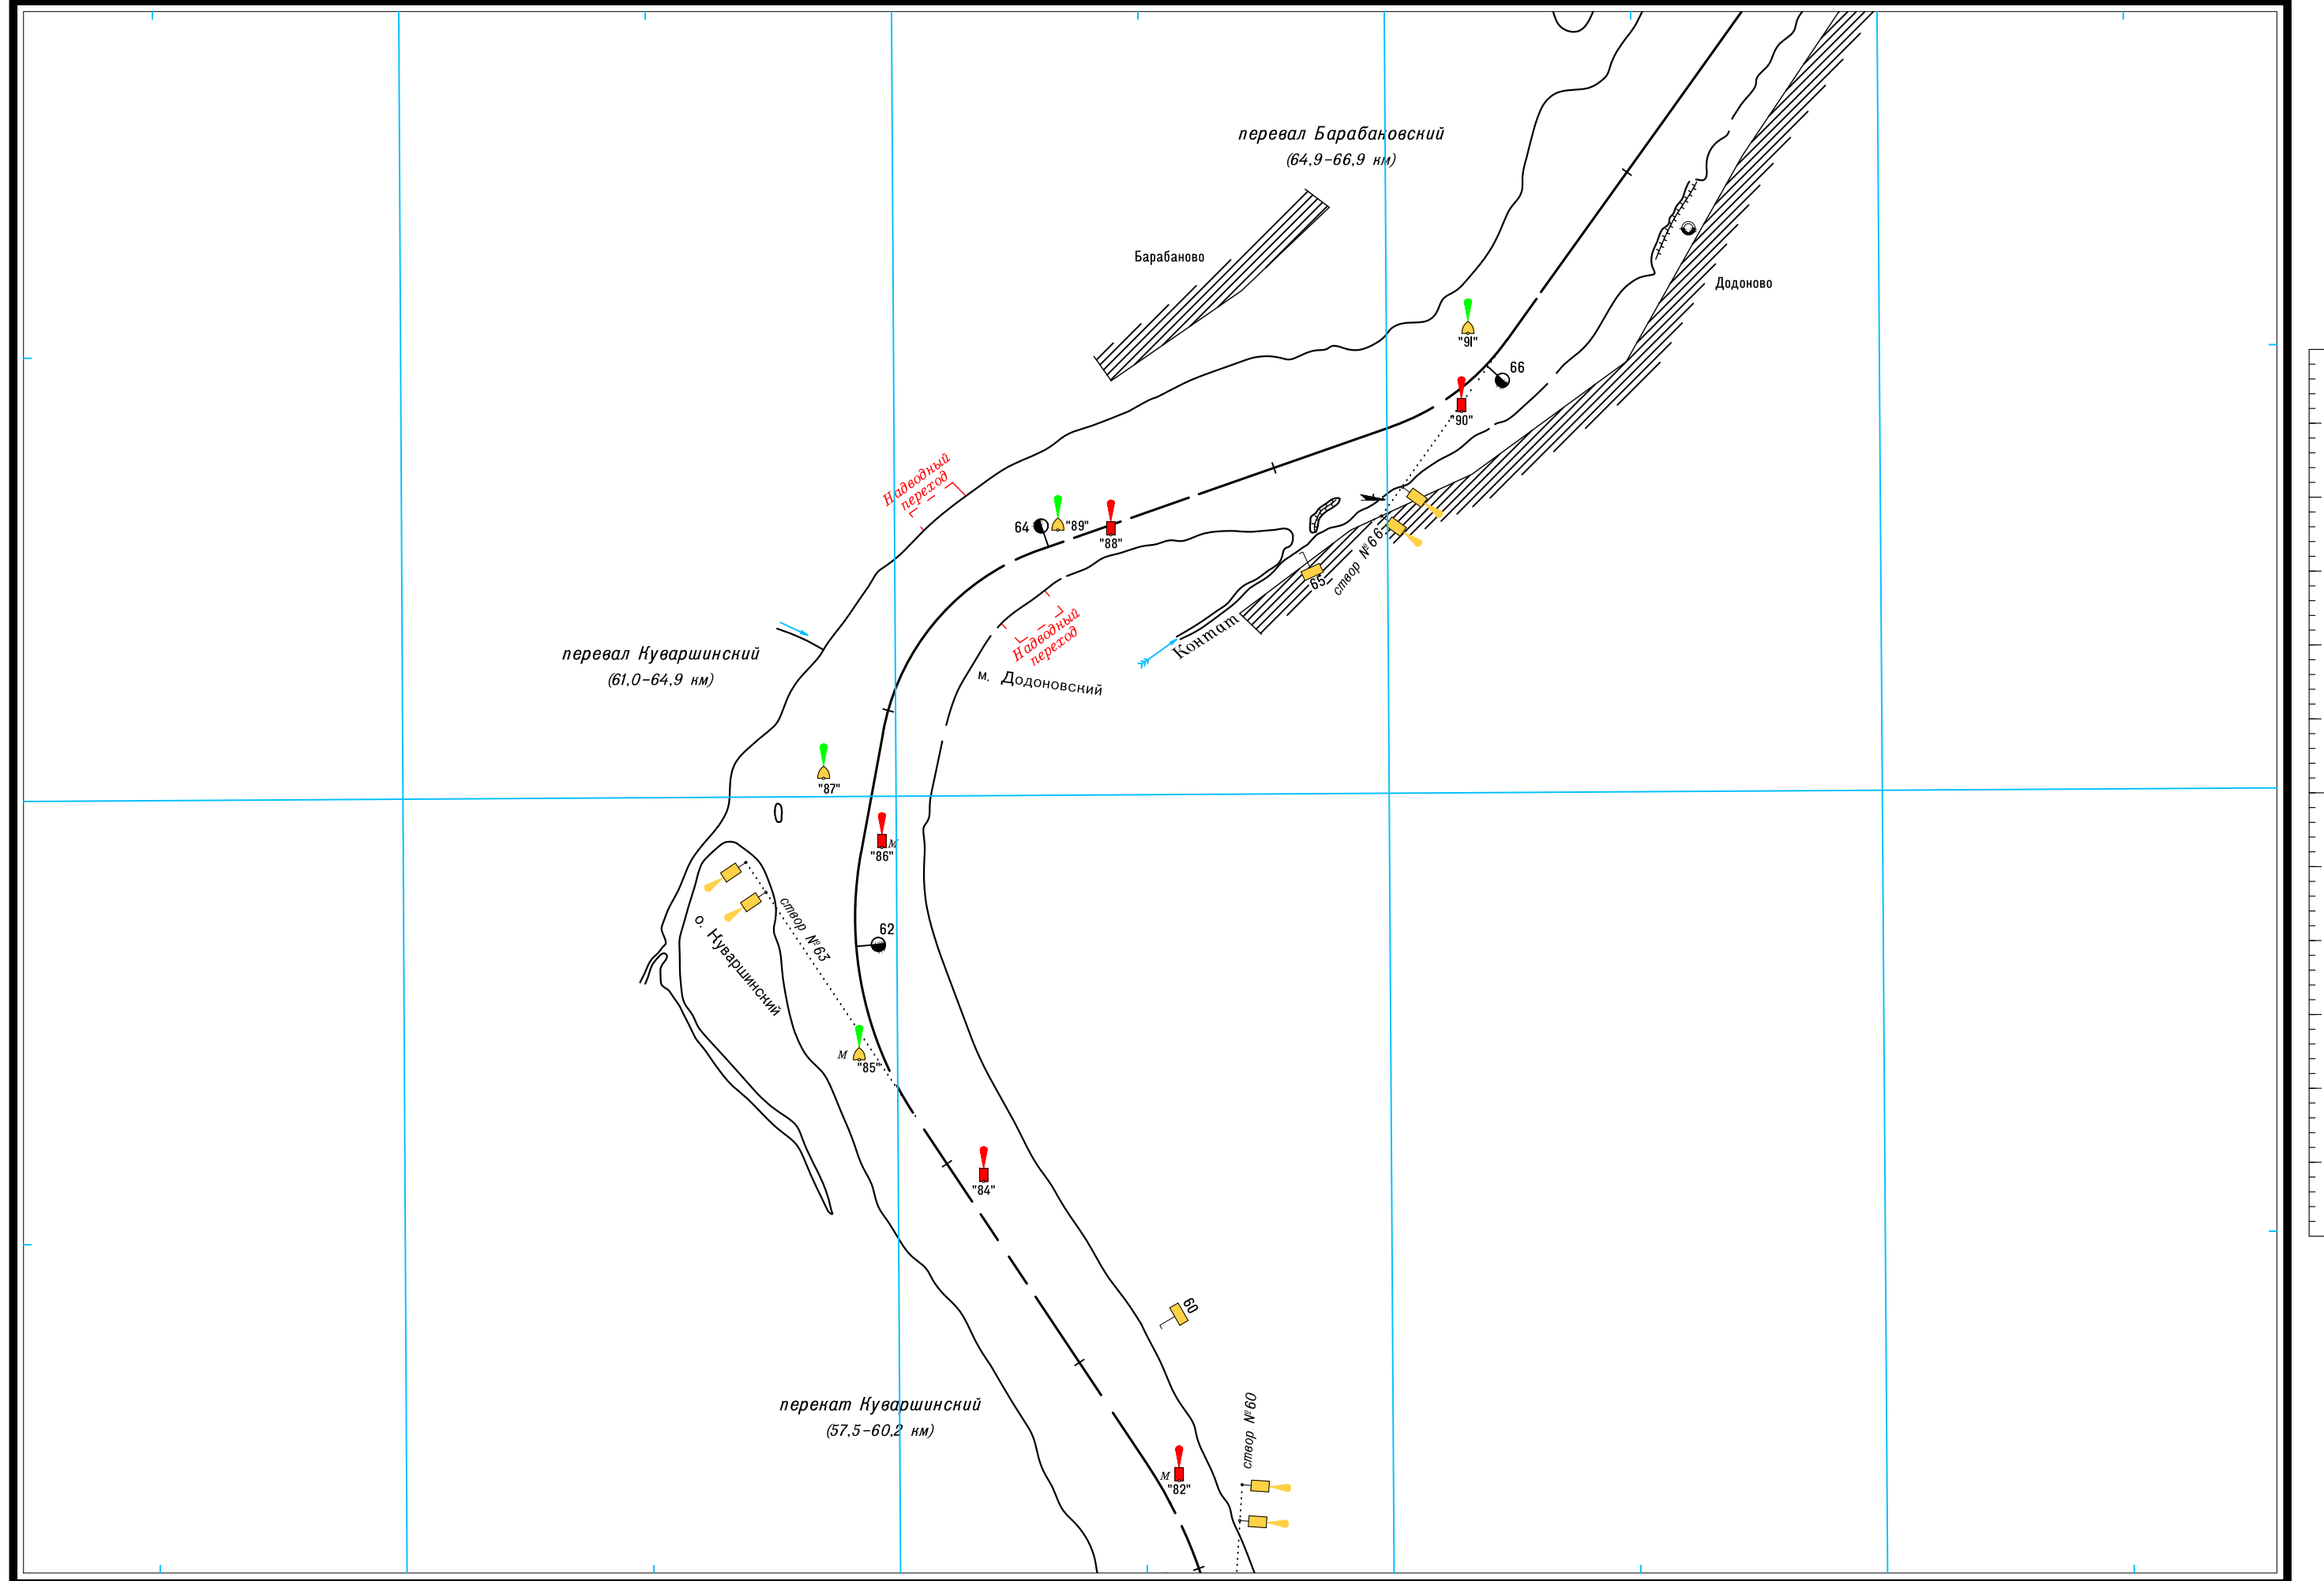 перевал Барабановский
(64,9-66,9 км)
Барабаново
Додоново
"91"
66
"90"
Надводный
переход
64
"89"
"88"
створ №66
65
Надводный
переход
Контат
перевал Куваршинский
(61,0-64,9 км)
м. Додоновский
"87"
м
"86"
створ №63
о. Куваршинский
62
м
"85"
"84"
60
перекат Куваршинский
(57,5-60,2 км)
створ №60
м
"82"